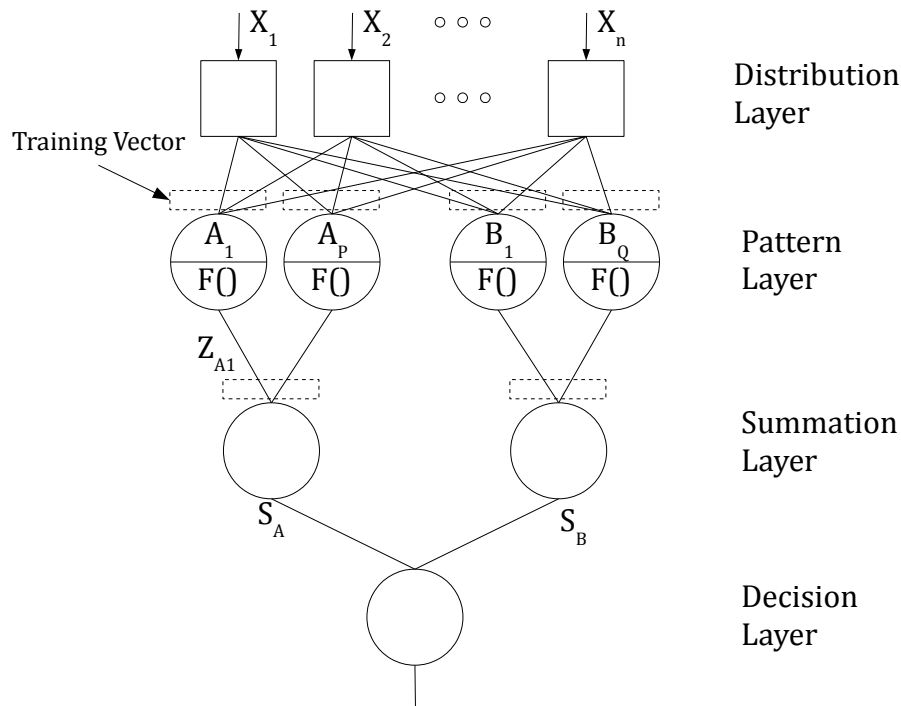 X1 X2 Xn
Distribution
Layer
Training Vector
A1 AP B1 BQ
F() F() F() F()
Pattern
Layer
ZA1
Summation
Layer
SA SB
Decision
Layer